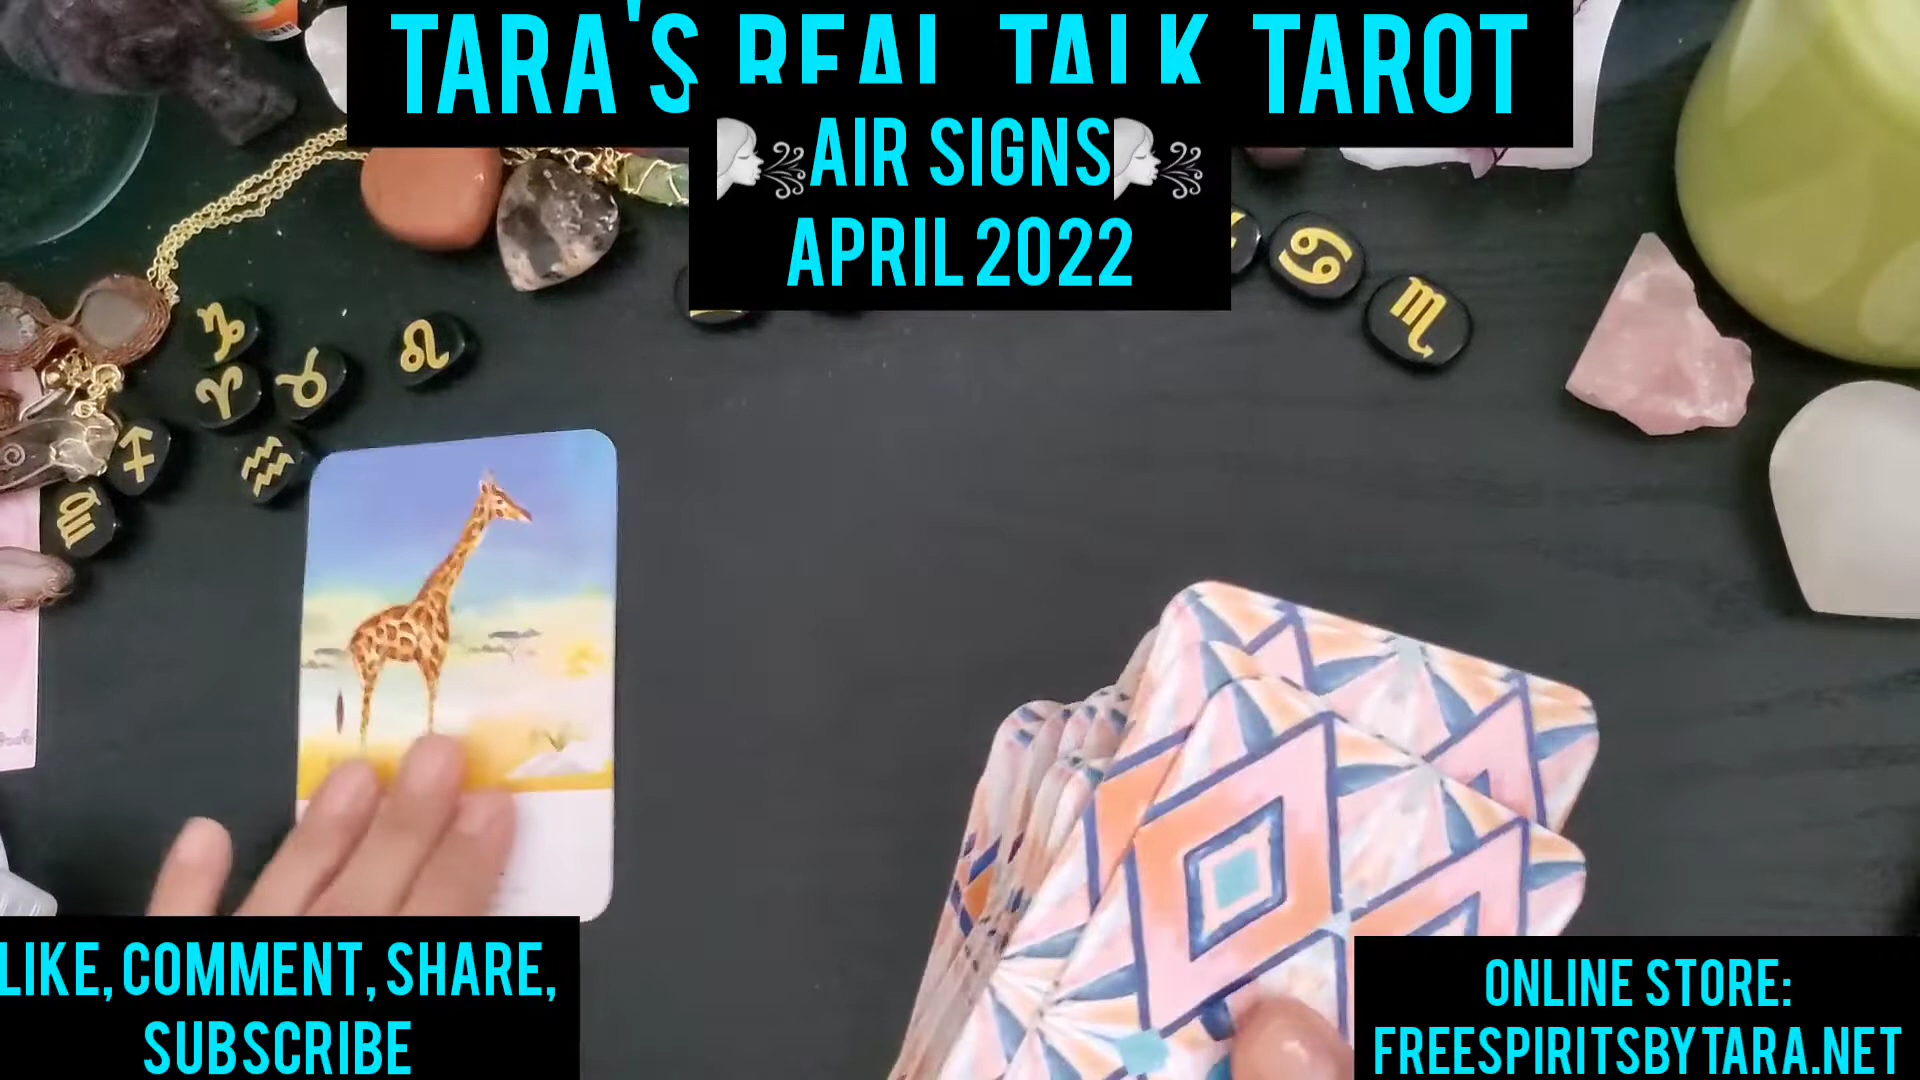 TARA'S REAL TALK TAROT
AIR SIGNS
APRIL 2022
LIKE, COMMENT, SHARE,
SUBSCRIBE
ONLINE STORE:
FREESPIRITSBYTARA.NET